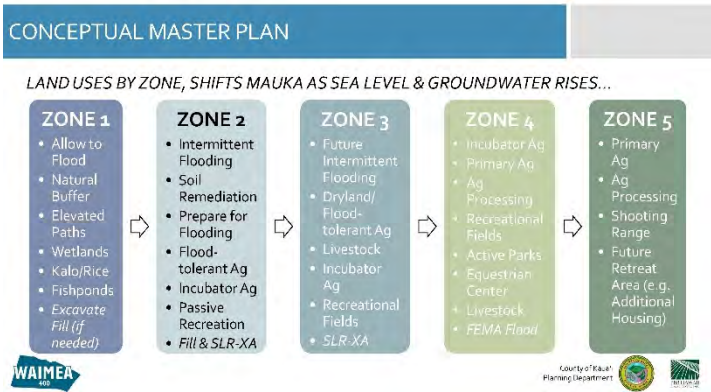 CONCEPTUAL MASTER PLAN
LAND USES BY ZONE, SHIFTS MAUKA AS SEA LEVEL & GROUNDWATER RISES...
ZONE 1
• Allow to
Flood
• Natural
Buffer
• Elevated
Paths
• Wetlands
• Kalo/Rice
• Fishponds
• Excavate
Fill (if
needed)
ZONE 2
• Intermittent
Flooding
• Soil
Remediation
• Prepare for
Flooding
• Flood-
tolerant Ag
• Incubator Ag
• Passive
Recreation
• Fill & SLR-XA
ZONE 3
• Future
Intermittent
Flooding
• Dryland/
Flood-
tolerant Ag
• Livestock
• Incubator
Ag
• Recreational
Fields
• SLR-XA
ZONE 4
• Incubator Ag
• Primary Ag
• Ag
Processing
• Recreational
Fields
• Active Parks
• Equestrian
Center
• Livestock
• FEMA Flood
ZONE 5
• Primary
Ag
• Ag
Processing
• Shooting
Range
• Future
Retreat
Area (e.g.
Additional
Housing)
WAIMEA
400
County of Kaua'i
Planning Department